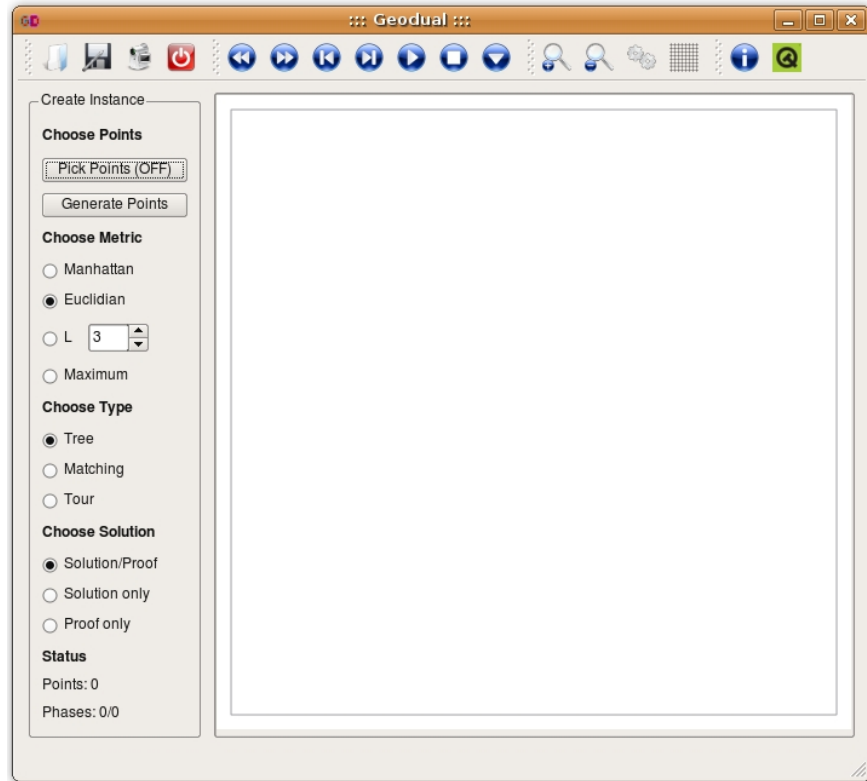 GD
::: Geodual :::
Create Instance
Choose Points
Pick Points (OFF)
Generate Points
Choose Metric
Manhattan
Euclidian
L 3
Maximum
Choose Type
Tree
Matching
Tour
Choose Solution
Solution/Proof
Solution only
Proof only
Status
Points: 0
Phases: 0/0